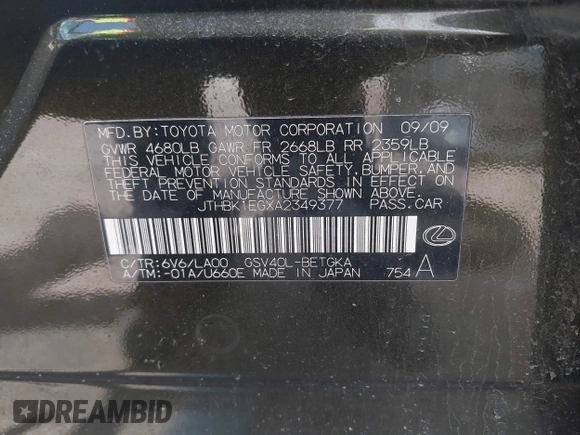 MFD.BY:TOYOTA MOTOR CORPORATION 09/09
GVWR 4680LB GAWR FR 2668LB RR 2359LB
THIS VEHICLE CONFORMS TO ALL APPLICABLE
FEDERAL MOTOR VEHICLE SAFETY,BUMPER,AND
THEFT PREVENTION STANDARDS IN EFFECT ON
THE DATE OF MANUFACTURE SHOWN ABOVE.
JTHBK1EGXA2349377 PASS.CAR
C/TR:6V6/LA00 GSV40L-BETGKA
A/TM:-01A/U660E MADE IN JAPAN 754 A
DREAMBID